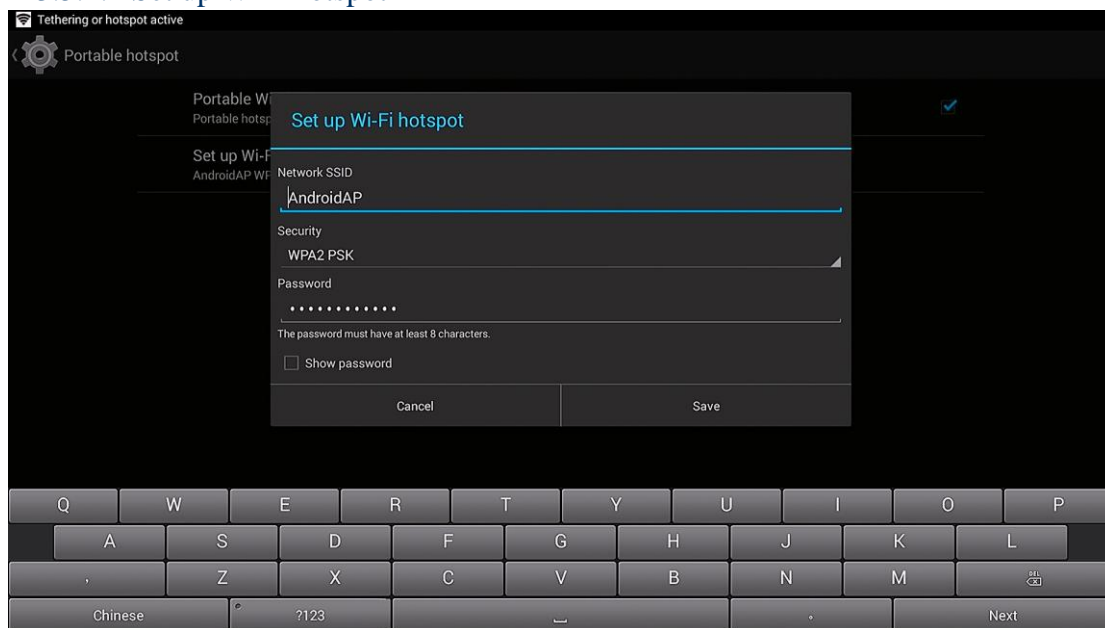 Tethering or hotspot active
Portable hotspot
Portable Wi
Portable hotsp
Set up Wi-F
AndroidAP WP
Set up Wi-Fi hotspot
Network SSID
AndroidAP
Security
WPA2 PSK
Password
••••••••••••
The password must have at least 8 characters.
Show password
Cancel Save
Q W E R T Y U I O P
A S D F G H J K L
, Z X C V B N M DEL
Chinese ?123 。 Next